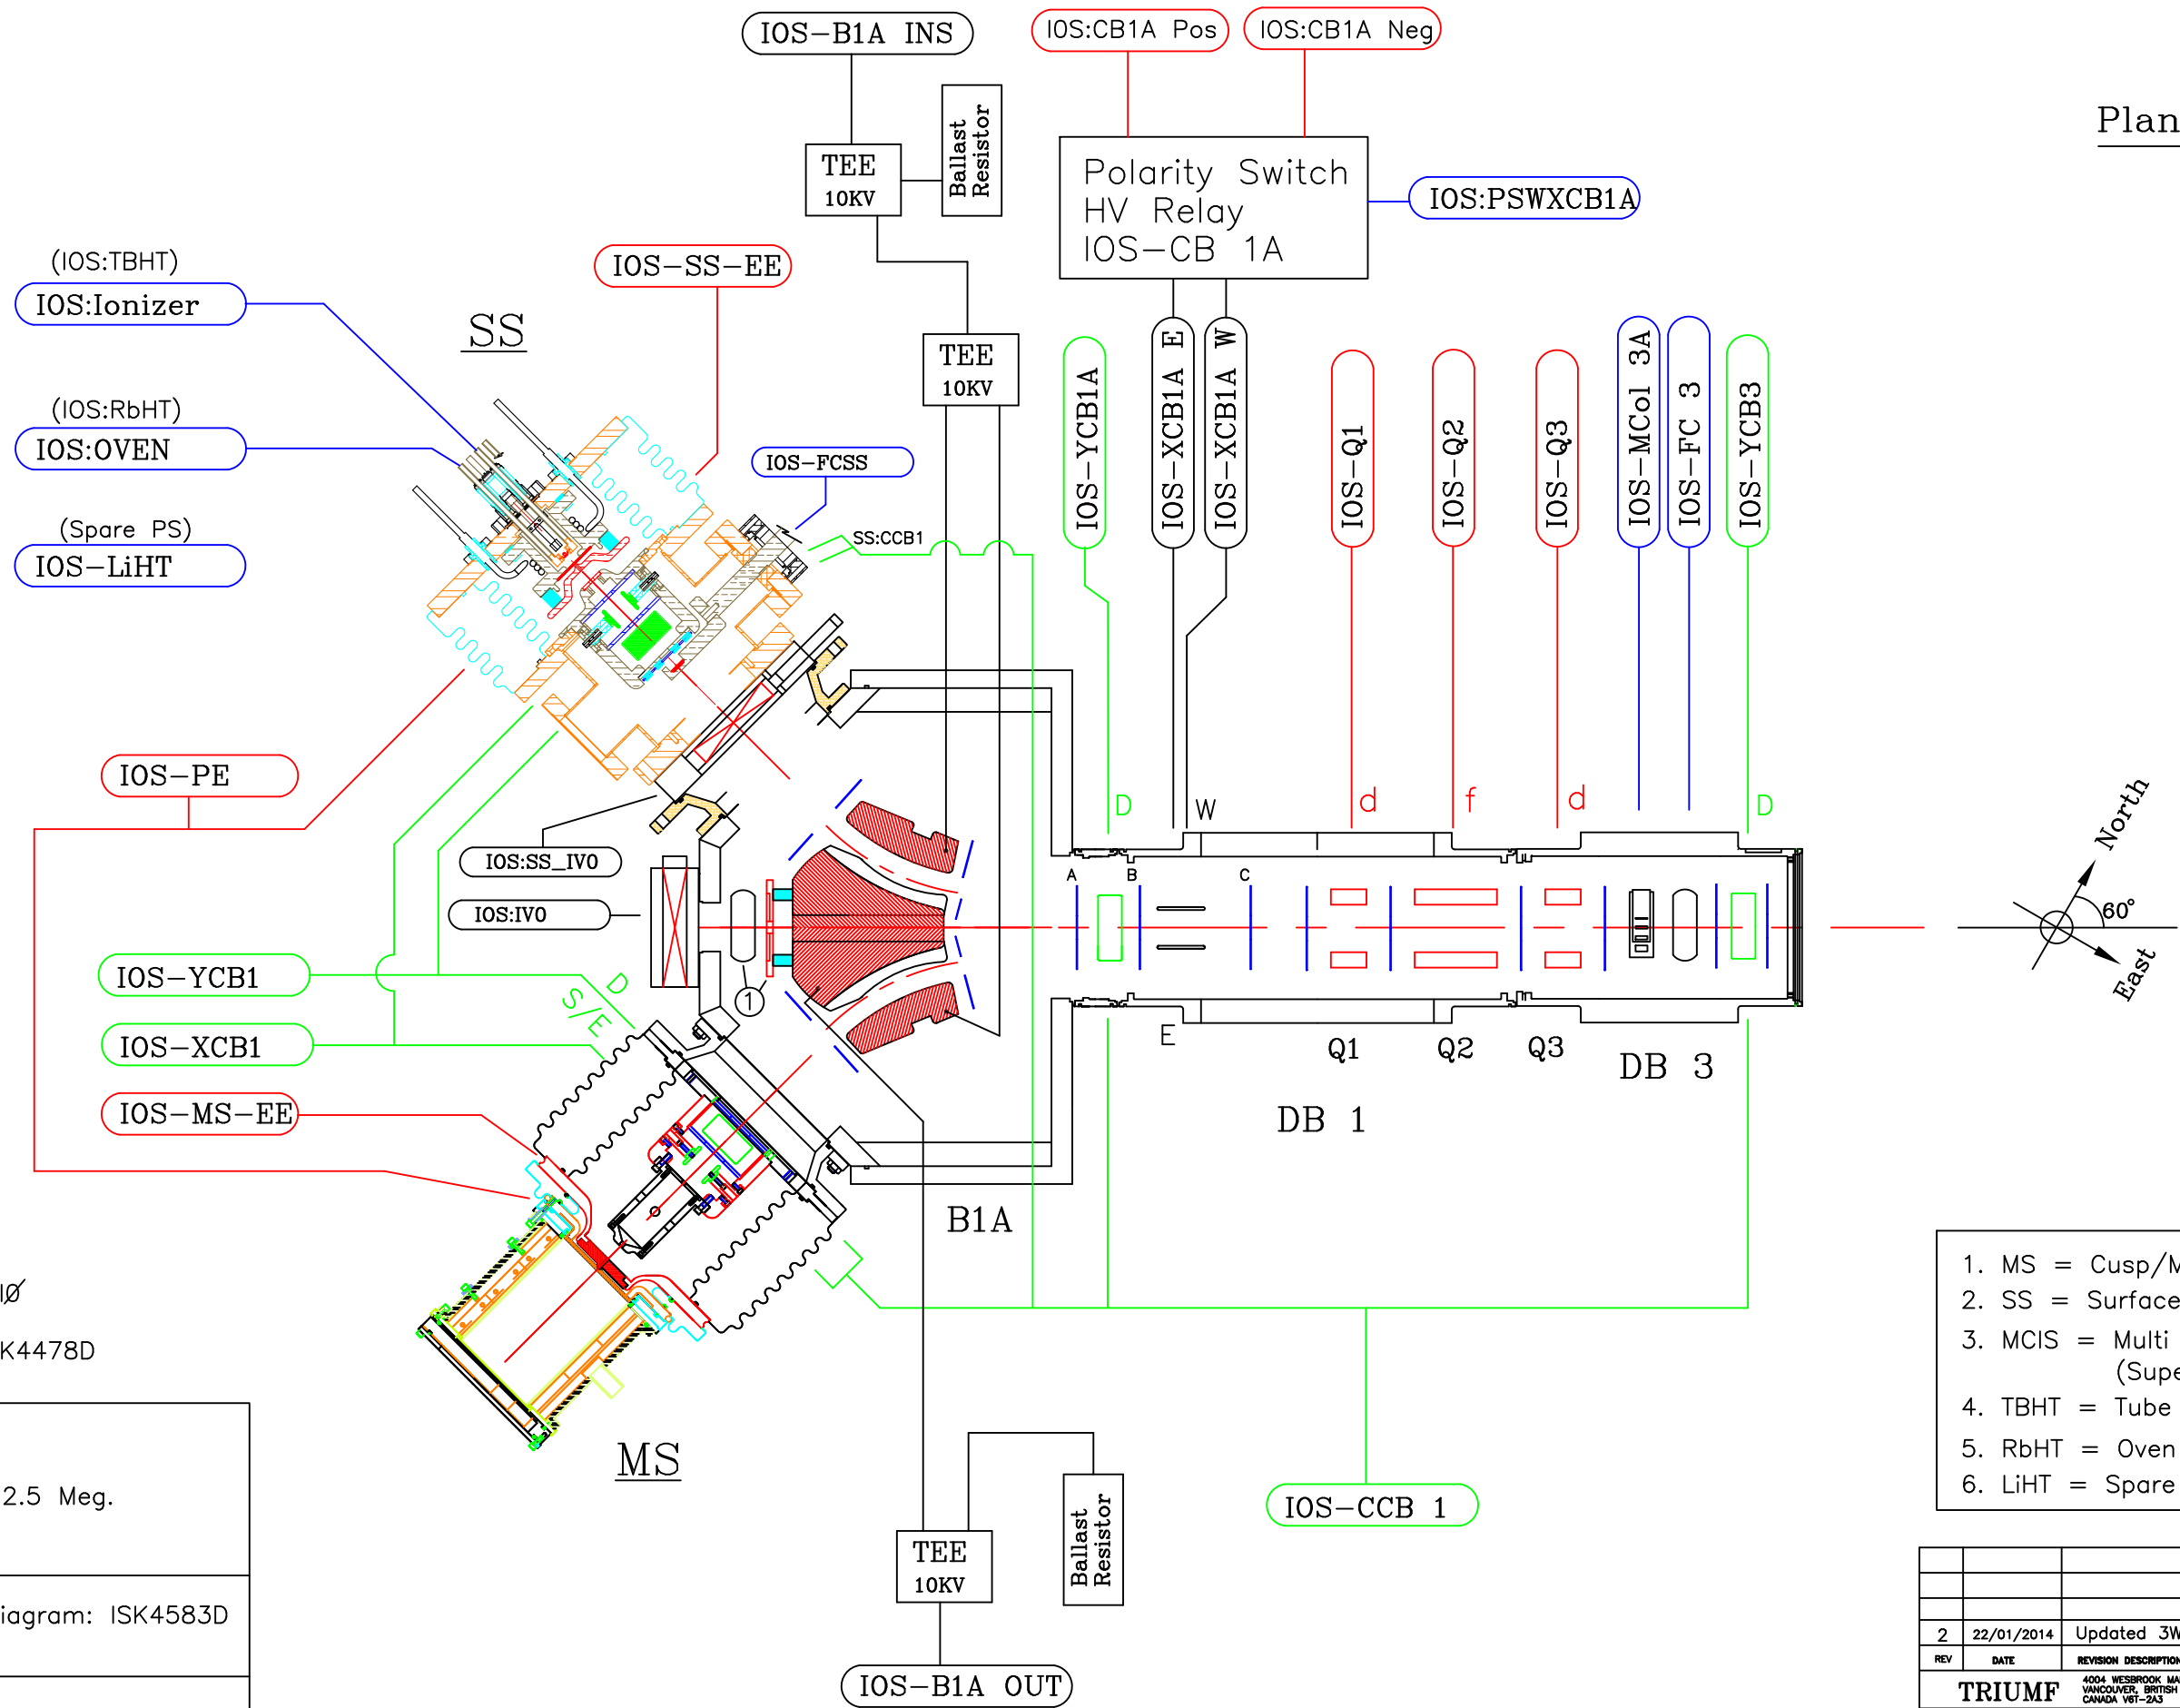 IOS-B1A INS
IOS:CB1A Pos
IOS:CB1A Neg
Plan
TEE
10KV
Ballast
Resistor
Polarity Switch
HV Relay
IOS-CB 1A
IOS:PSWXCB1A
(IOS:TBHT)
IOS:Ionizer
SS
IOS-SS-EE
TEE
10KV
(IOS:RbHT)
IOS:OVEN
IOS-FCSS
(Spare PS)
IOS-LiHT
SS:CCB1
IOS-YCB1A
IOS-XCB1A E
IOS-XCB1A W
IOS-Q1
IOS-Q2
IOS-Q3
IOS-MCol 3A
IOS-FC 3
IOS-YCB3
IOS-PE
D
W
d
f
d
D
IOS:SS_IV0
IOS:IV0
A
B
C
North
60°
East
1
IOS-YCB1
D
S/E
IOS-XCB1
E
Q1
Q2
Q3
DB 3
IOS-MS-EE
DB 1
B1A
IØ
K4478D
MS
2.5 Meg.
iagram: ISK4583D
IOS-CCB 1
TEE
10KV
Ballast
Resistor
IOS-B1A OUT
1. MS = Cusp/M
2. SS = Surface
3. MCIS = Multi
(Supe
4. TBHT = Tube
5. RbHT = Oven
6. LiHT = Spare
2 22/01/2014 Updated 3W
REV DATE REVISION DESCRIPTION
TRIUMF
4004 WESBROOK MA
VANCOUVER, BRITISH
CANADA V6T-2A3